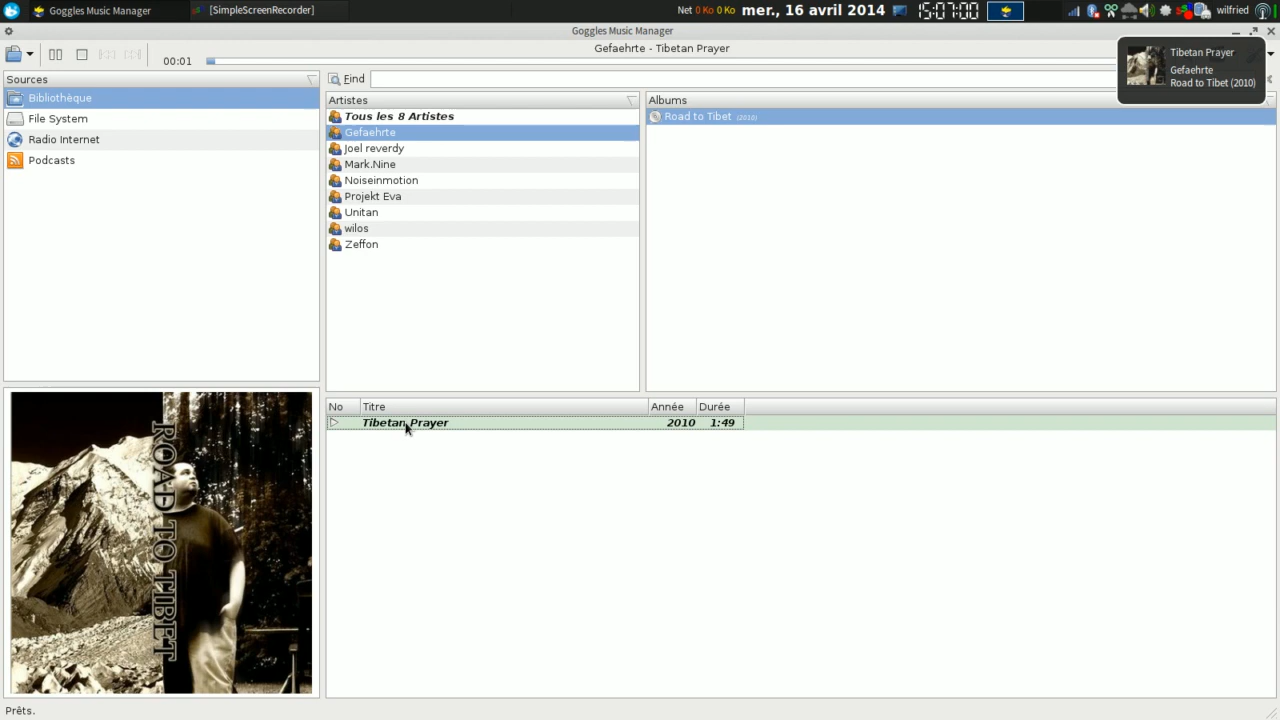 Goggles Music Manager
[SimpleScreenRecorder]
Net 0 Ko 0 Ko
mer., 16 avril 2014
15:07:00
wilfried
Goggles Music Manager
00:01
Gefaehrte - Tibetan Prayer
Tibetan Prayer
Gefaehrte
Road to Tibet (2010)
Sources
Bibliothèque
File System
Radio Internet
Podcasts
Find
Artistes
Tous les 8 Artistes
Gefaehrte
Joel reverdy
Mark.Nine
Noiseinmotion
Projekt Eva
Unitan
wilos
Zeffon
Albums
Road to Tibet (2010)
No Titre Année Durée
Tibetan Prayer 2010 1:49
ROAD TO TIBET
Prêts.